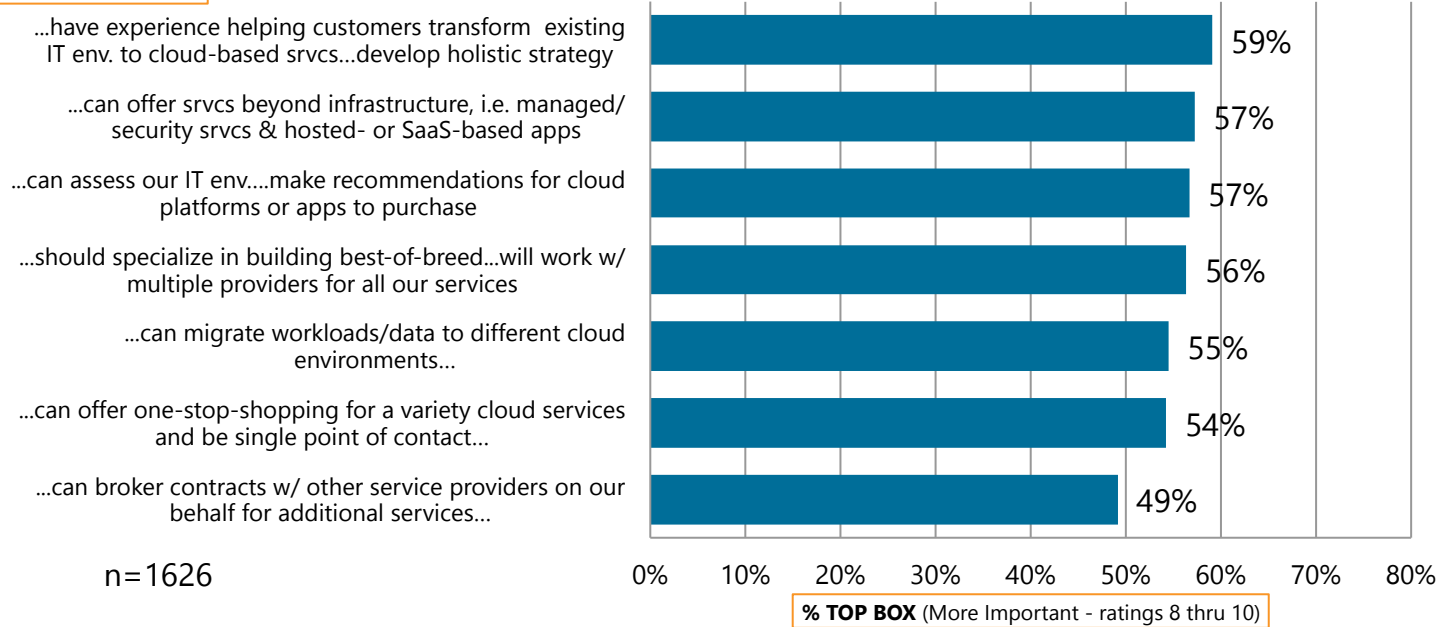 ...have experience helping customers transform existing
IT env. to cloud-based srvcs...develop holistic strategy
59%
...can offer srvcs beyond infrastructure, i.e. managed/
security srvcs & hosted- or SaaS-based apps
57%
...can assess our IT env....make recommendations for cloud
platforms or apps to purchase
57%
...should specialize in building best-of-breed...will work w/
multiple providers for all our services
56%
...can migrate workloads/data to different cloud
environments...
55%
...can offer one-stop-shopping for a variety cloud services
and be single point of contact...
54%
...can broker contracts w/ other service providers on our
behalf for additional services...
49%
n=1626
0% 10% 20% 30% 40% 50% 60% 70% 80%
% TOP BOX (More Important - ratings 8 thru 10)